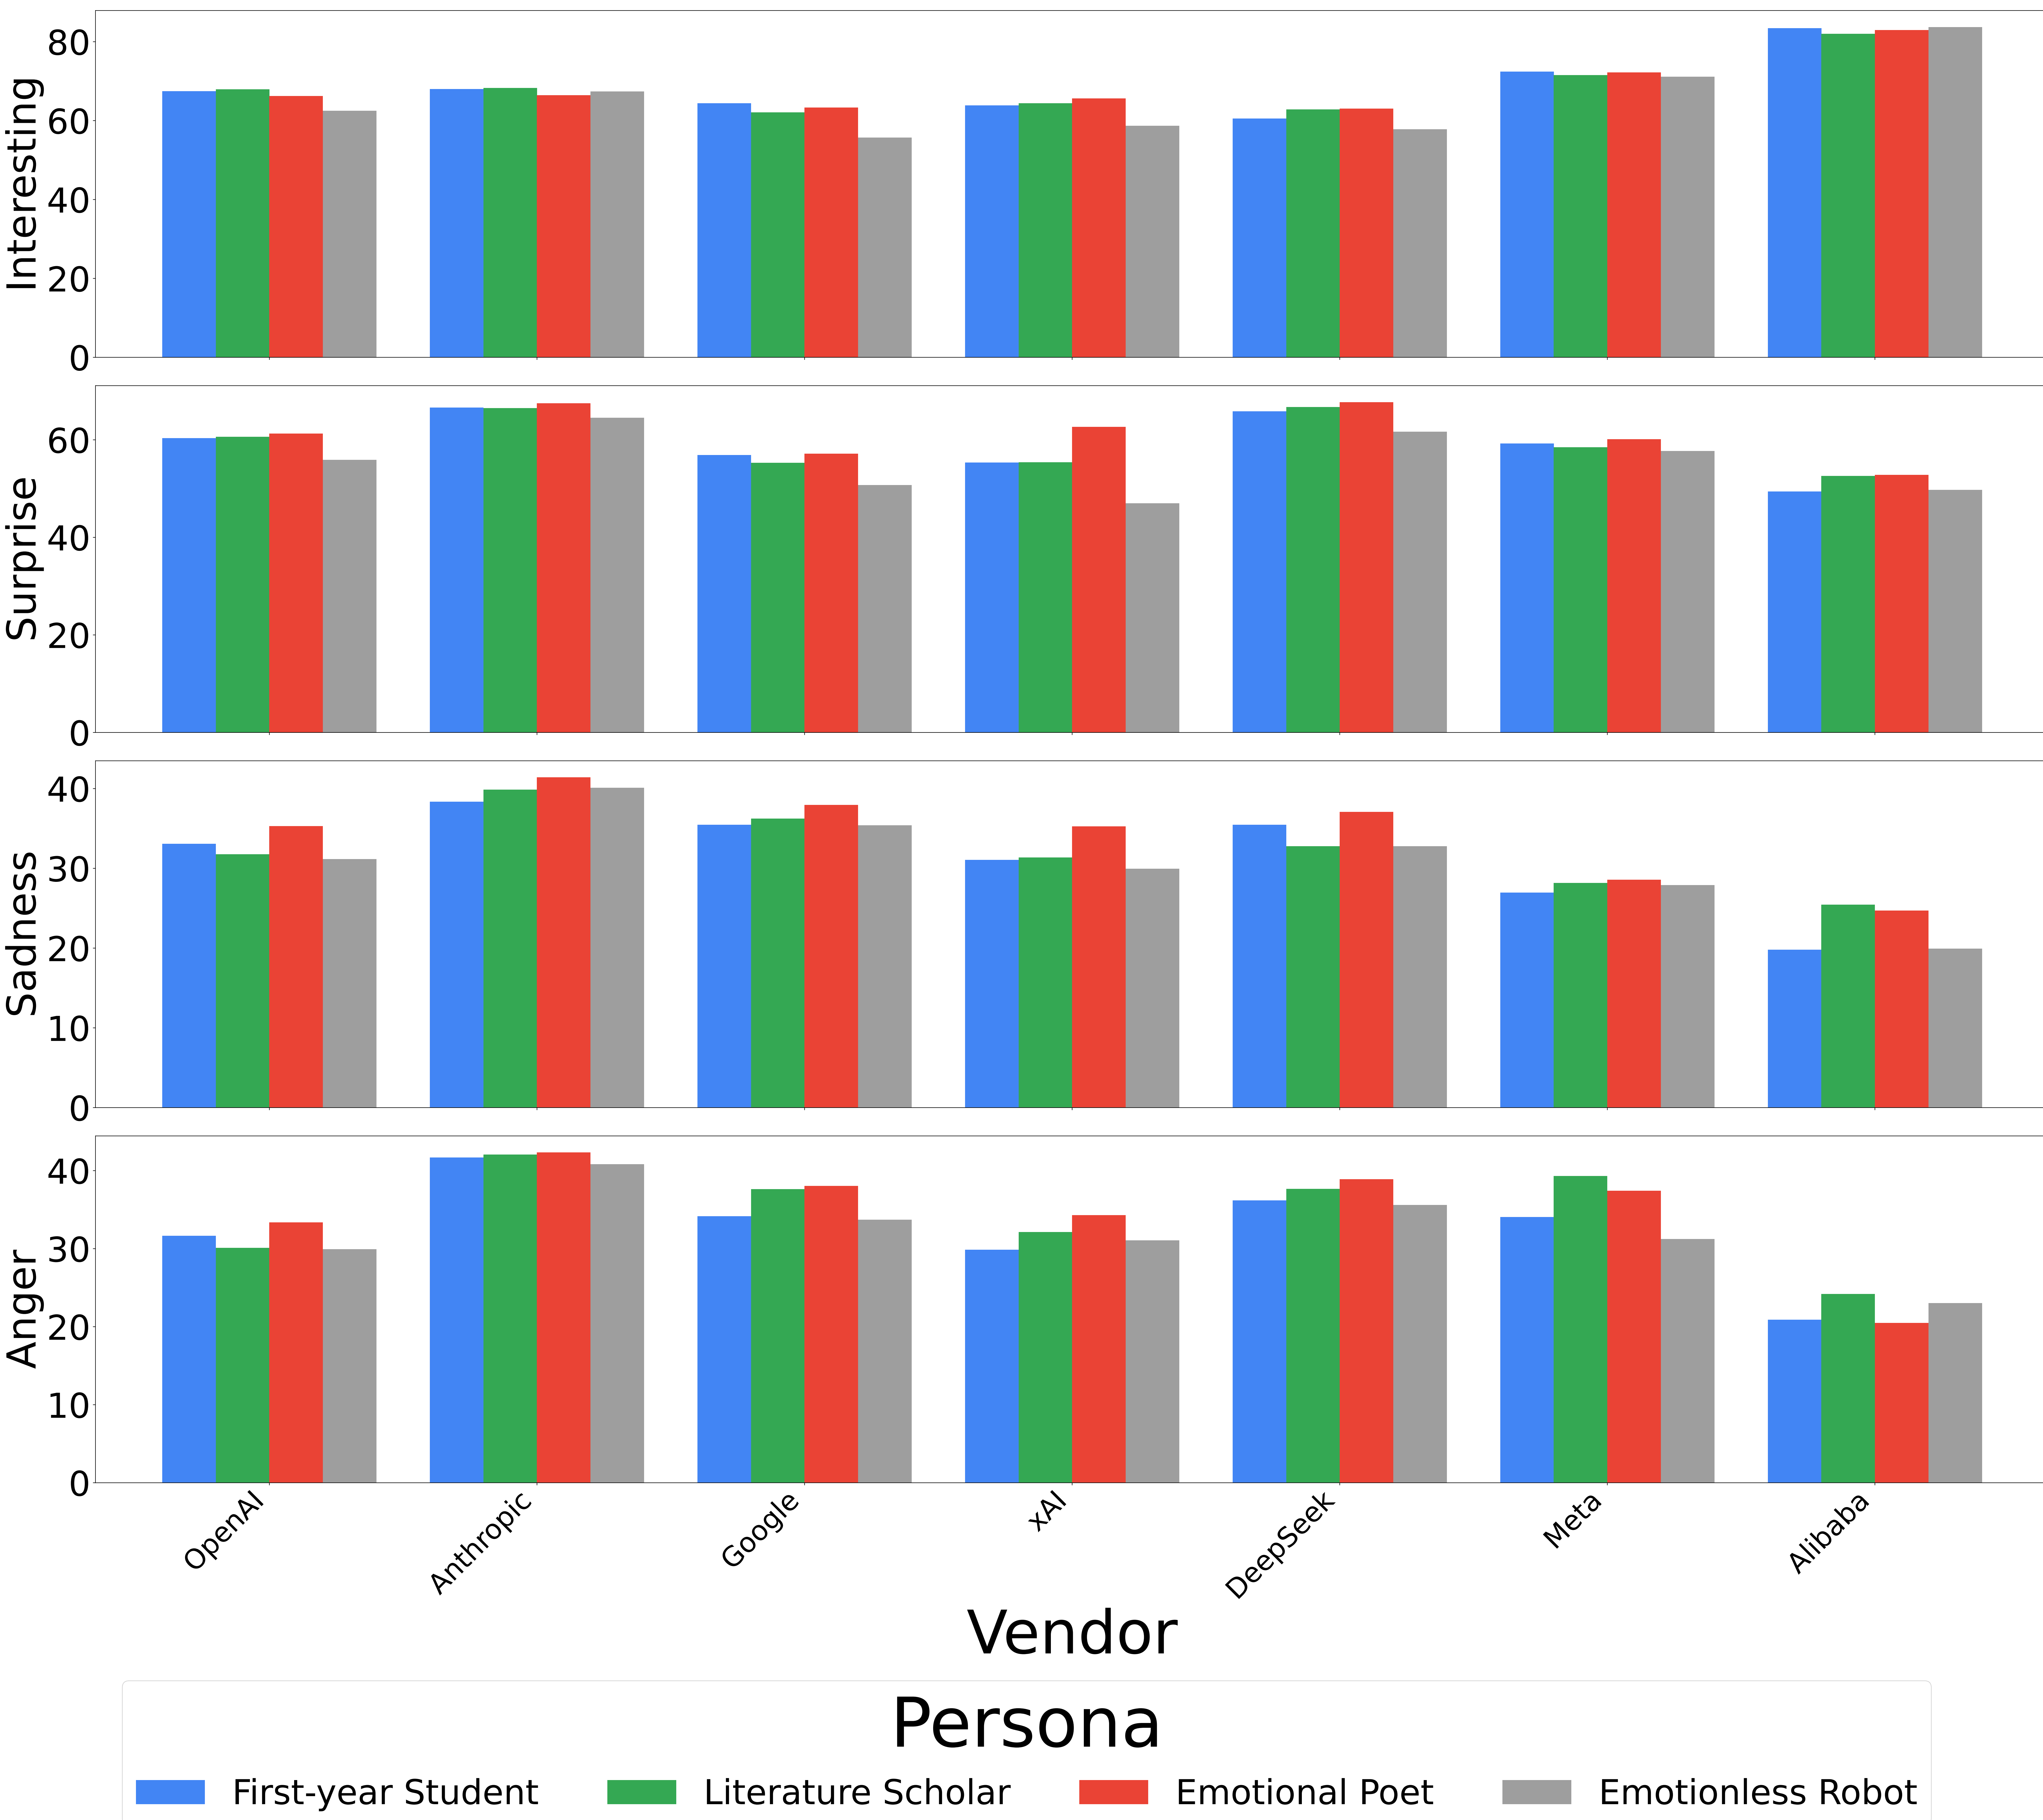 Interesting
80
60
40
20
0
Surprise
60
40
20
0
Sadness
40
30
20
10
0
Anger
40
30
20
10
0
OpenAI Anthropic Google xAI DeepSeek Meta Alibaba
Vendor
Persona
First-year Student Literature Scholar Emotional Poet Emotionless Robot